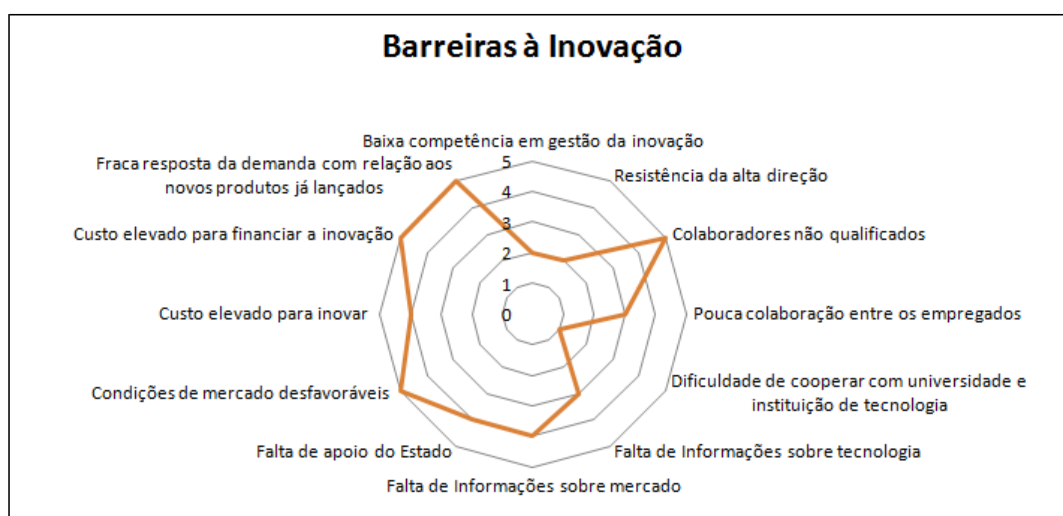 Barreiras à Inovação
Baixa competência em gestão da inovação
Resistência da alta direção
Colaboradores não qualificados
Pouca colaboração entre os empregados
Dificuldade de cooperar com universidade e
instituição de tecnologia
Falta de Informações sobre tecnologia
Falta de Informações sobre mercado
Falta de apoio do Estado
Condições de mercado desfavoráveis
Custo elevado para inovar
Custo elevado para financiar a inovação
Fraca resposta da demanda com relação aos
novos produtos já lançados
5
4
3
2
1
0